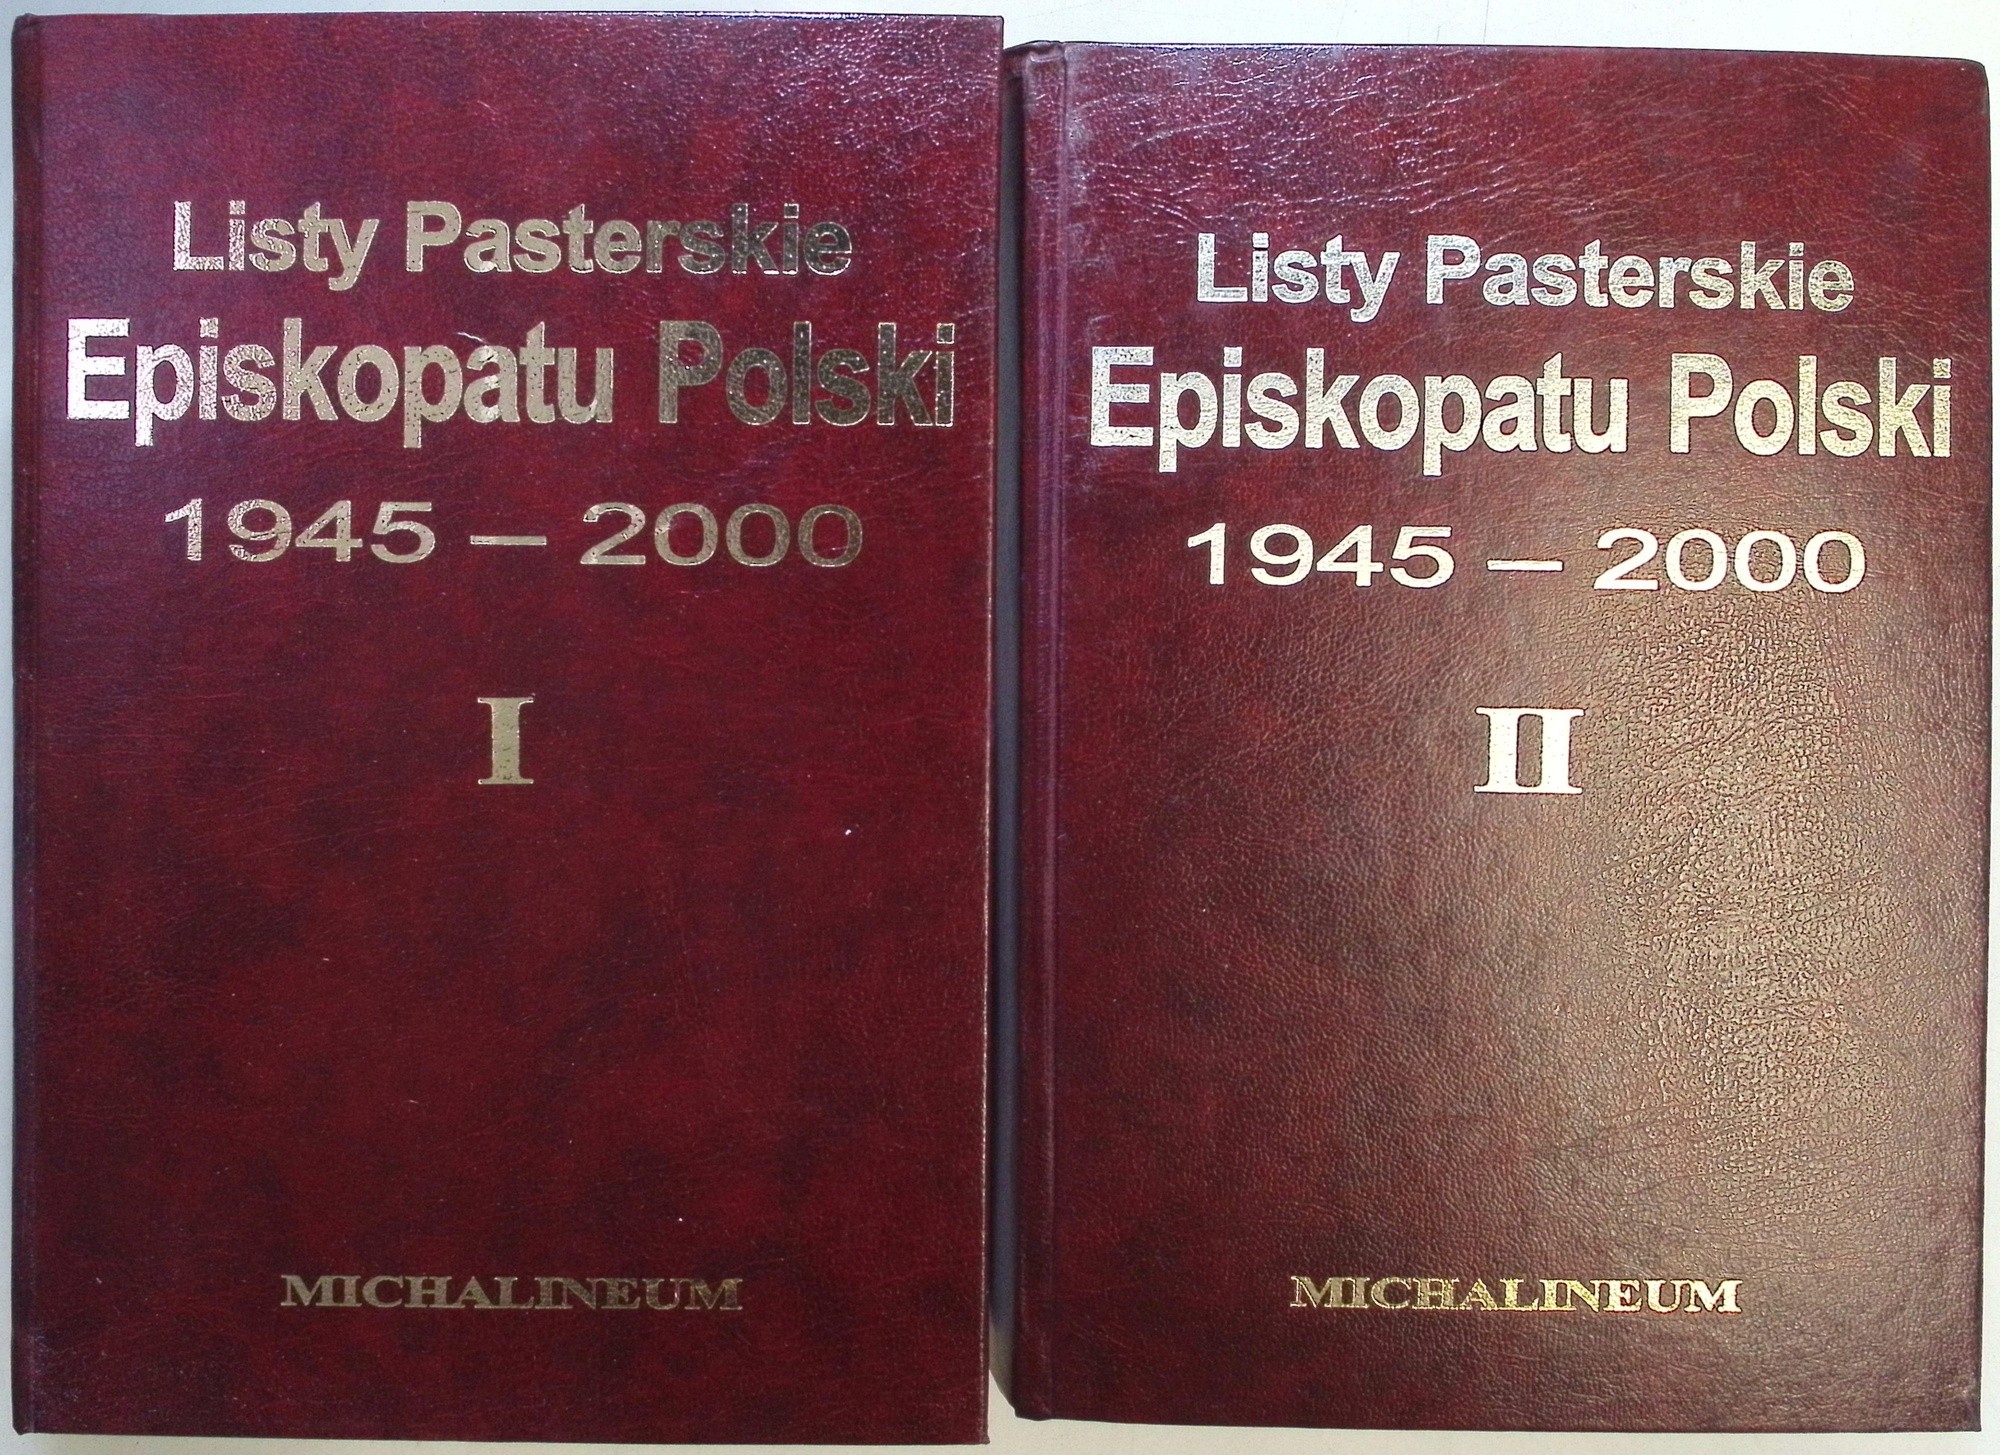 Listy Pasterskie
Episkopatu Polski
1945 – 2000
I
MICHALINEUM
Listy Pasterskie
Episkopatu Polski
1945 – 2000
II
MICHALINEUM